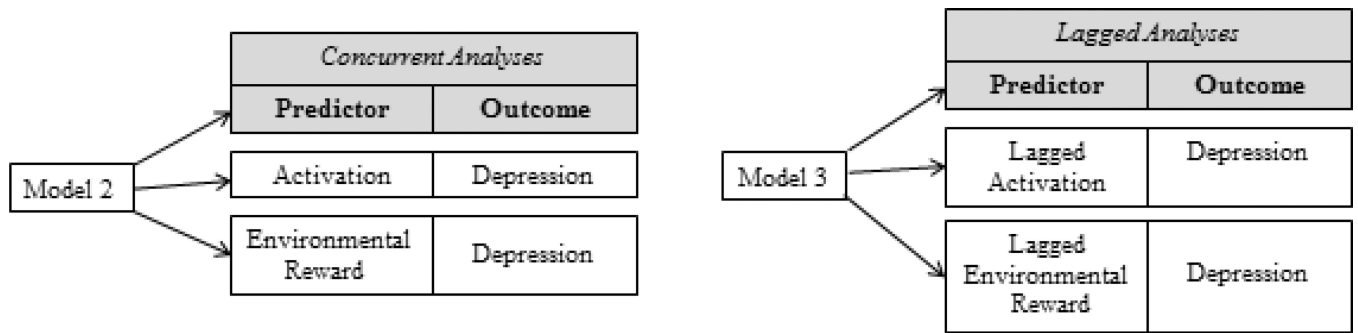 Concurrent Analyses
Predictor Outcome
Model 2
Activation Depression
Environmental Reward Depression
Lagged Analyses
Predictor Outcome
Model 3
Lagged Activation Depression
Lagged Environmental Reward Depression